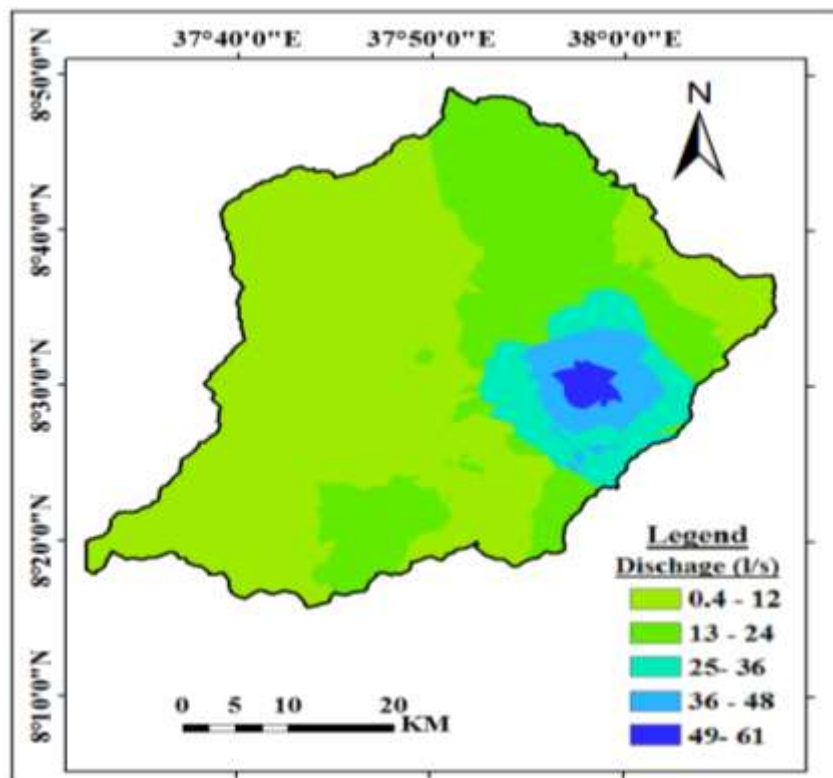 37°40'0"E 37°50'0"E 38°0'0"E
8°50'0"N
8°40'0"N
8°30'0"N
8°20'0"N
8°10'0"N
N
Legend
Dischage (l/s)
0.4 - 12
13 - 24
25- 36
36 - 48
49- 61
0 5 10 20
KM